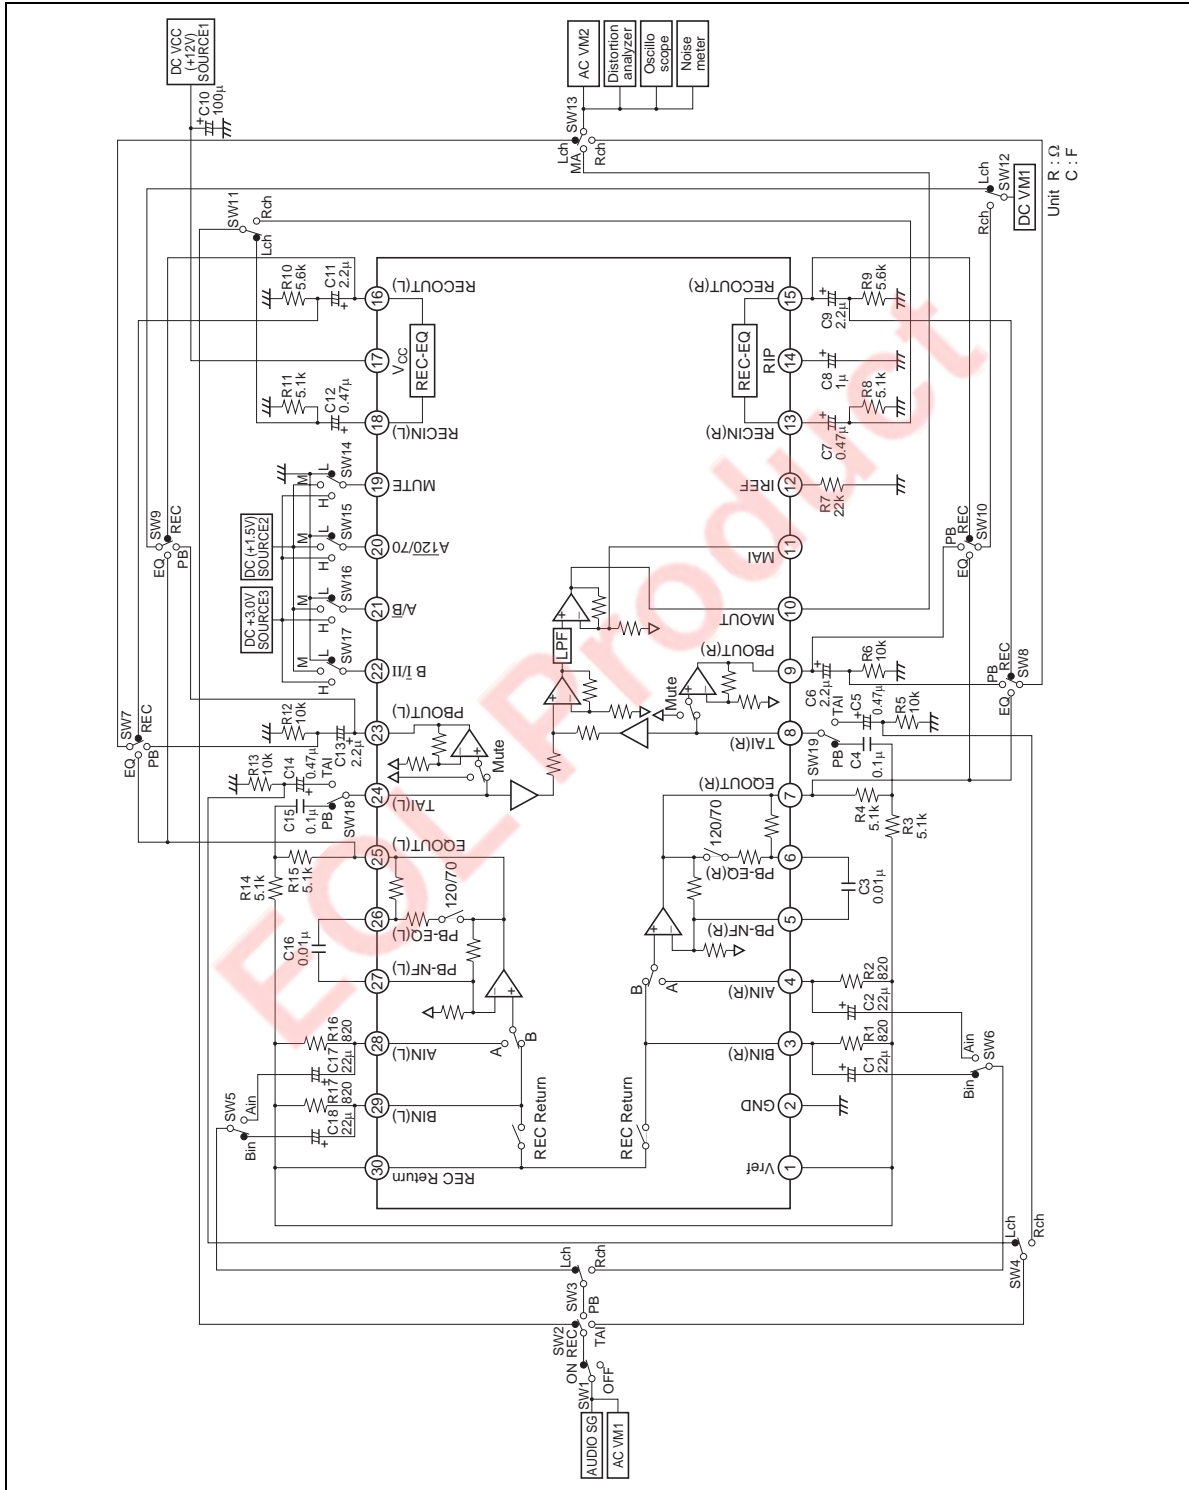 DC VCC
(+12V)
SOURCE1
C10
100μ
+
AC VM2
Distortion
analyzer
Oscillo
scope
Noise
meter
SW13
Lch
MA
Rch
SW11
Lch
Rch
SW12
Lch
Rch
DC VM1
Unit R : Ω
C : F
R10
5.6k
C11
2.2μ
+
R11
5.1k
C12
0.47μ
+
SW14
M
L
H
SW15
M
L
H
SW16
M
L
H
SW17
M
L
H
DC (+1.5V)
SOURCE2
DC +3.0V
SOURCE3
SW9
EQ
REC
PB
SW7
EQ
REC
PB
R12
10k
C13
2.2μ
+
R13
10k
C14
0.47μ
+
TAI
PB
SW18
C15
0.1μ
R14
5.1k
R15
5.1k
C16
0.01μ
R16
820
C17
22μ
+
R17
820
C18
22μ
+
SW5
Ain
Bin
16
RECOUT(L)
17
VCC
REC-EQ
18
RECIN(L)
19
MUTE
20
A120/70
21
A/B
22
B I/II
23
PBOUT(L)
24
TAI(L)
25
EQOUT(L)
26
PB-EQ(L)
27
PB-NF(L)
28
AIN(L)
29
BIN(L)
30
REC Return
Mute
120/70
A
B
REC Return
LPF
+
−
REC Return
B
A
120/70
Mute
REC-EQ
15
RECOUT(R)
14
RIP
13
RECIN(R)
12
IREF
11
MAI
10
MAOUT
9
PBOUT(R)
8
TAI(R)
7
EQOUT(R)
6
PB-EQ(R)
5
PB-NF(R)
4
AIN(R)
3
BIN(R)
2
GND
1
Vref
C9
2.2μ
+
R9
5.6k
C8
1μ
+
C7
0.47μ
+
R8
5.1k
R7
22k
SW10
PB
REC
EQ
SW8
PB
REC
EQ
C6
2.2μ
+
R6
10k
TAI
C5
0.47μ
+
R5
10k
SW19
PB
C4
0.1μ
R4
5.1k
R3
5.1k
C3
0.01μ
R2
820
C2
22μ
+
R1
820
C1
22μ
+
SW6
Ain
Bin
SW4
Lch
Rch
SW3
Lch
Rch
SW2
REC
PB
TAI
SW1
ON
OFF
AUDIO SG
AC VM1
EOL Product